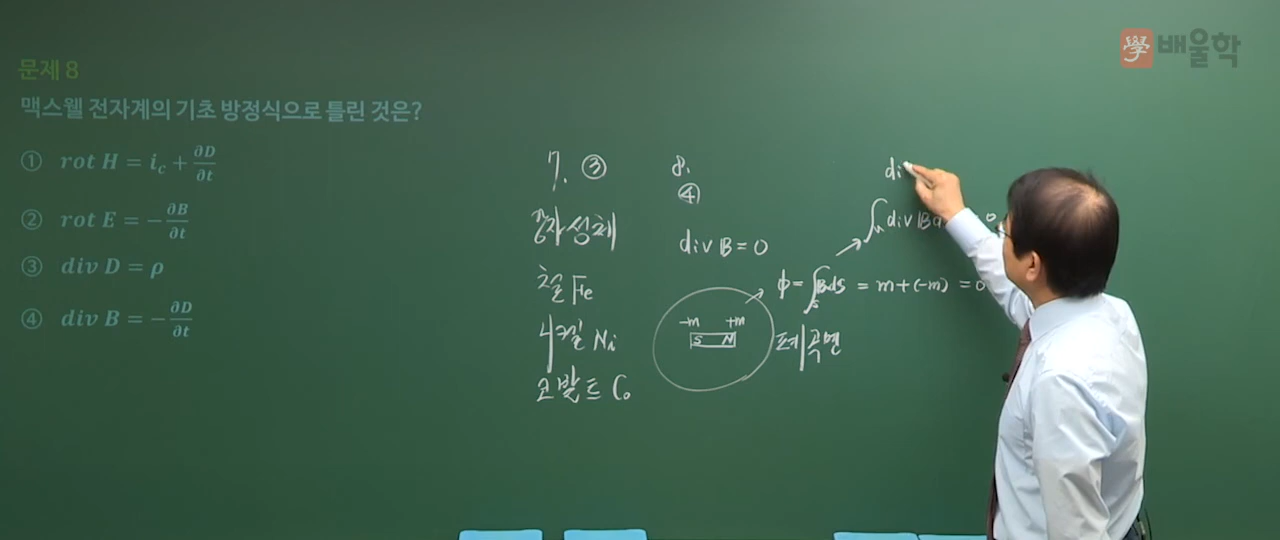 學 배울학
문제 8
맥스웰 전자계의 기초 방정식으로 틀린 것은?
① rot H = i_c + ∂D/∂t
② rot E = −∂B/∂t
③ div D = ρ
④ div B = −∂D/∂t
7. ③
강자성체
철 Fe
니켈 Ni
코발트 Co
8.
④
div B = 0
-m +m
S N
di
∫v div B d 0
φ = ∫s B ds = m + (-m) = 0
폐곡면